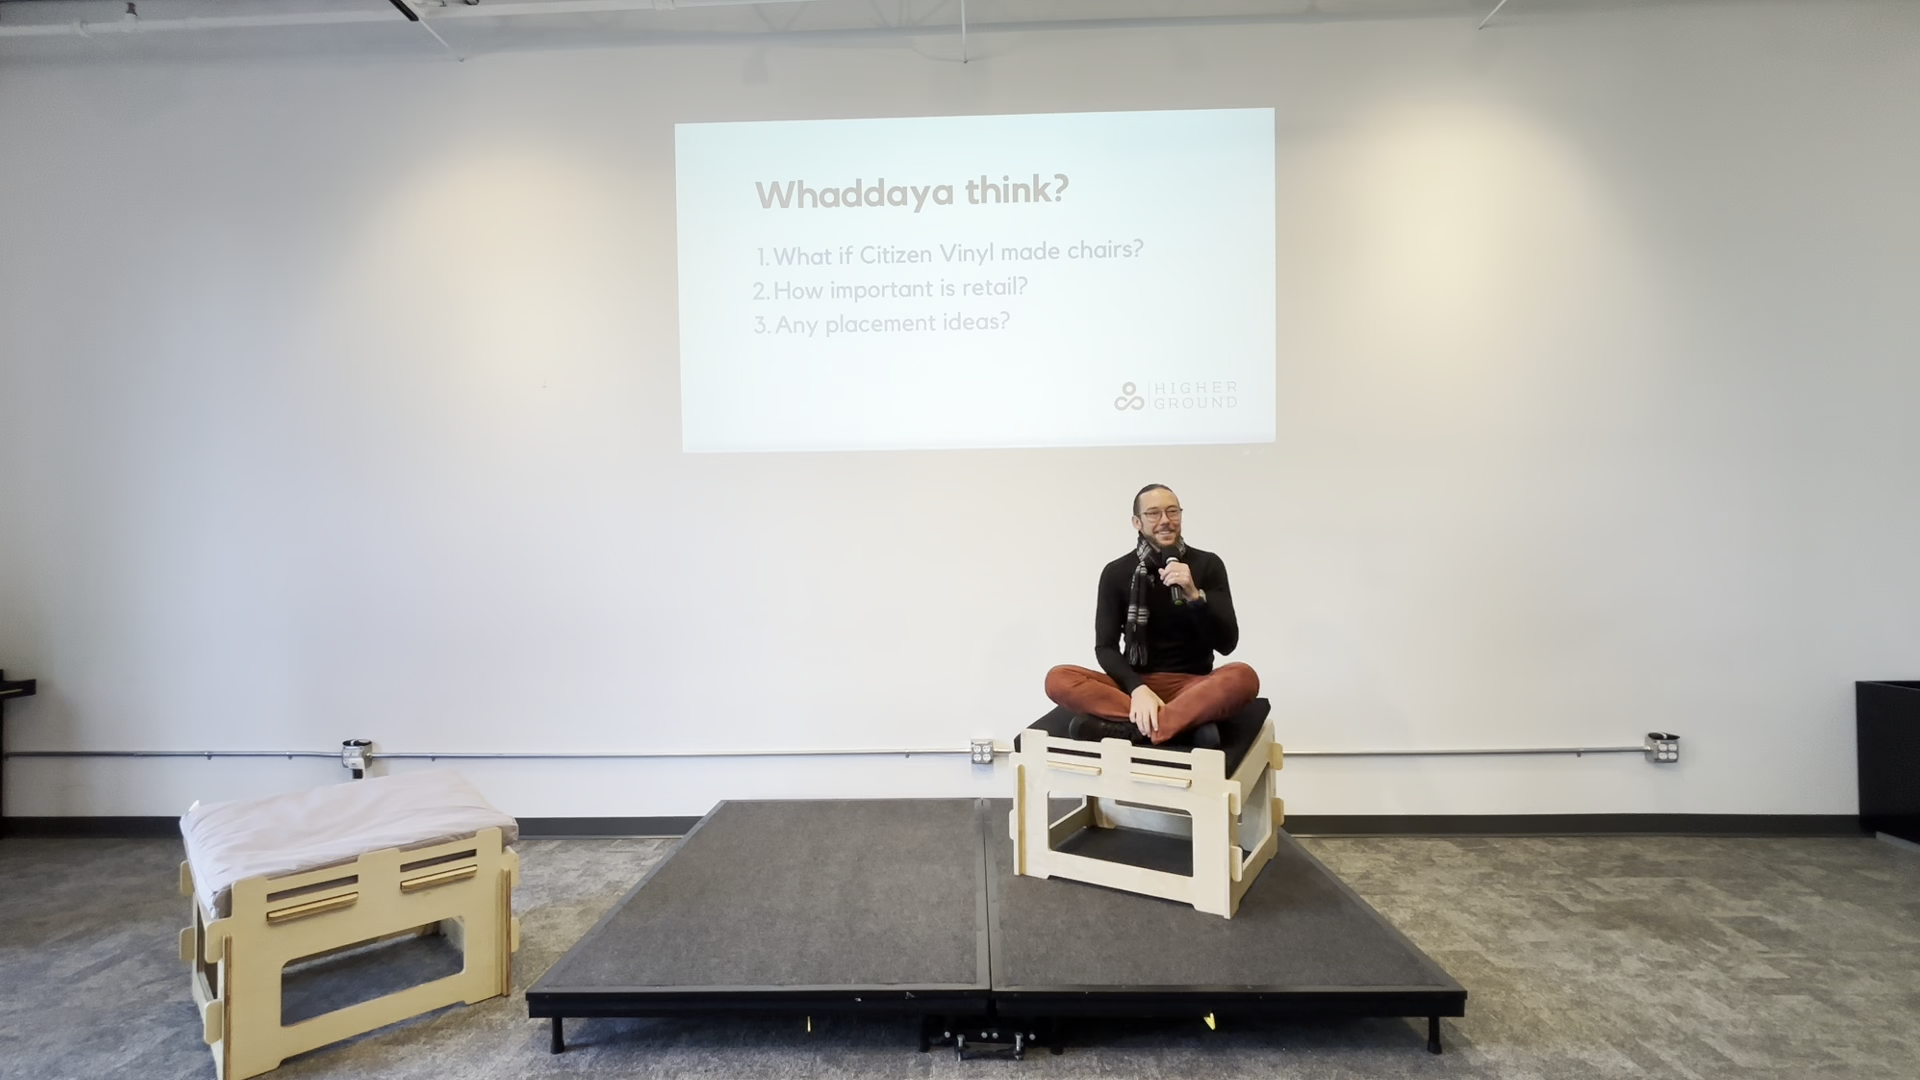 Whaddaya think?
1. What if Citizen Vinyl made chairs?
2. How important is retail?
3. Any placement ideas?
HIGHER
GROUND